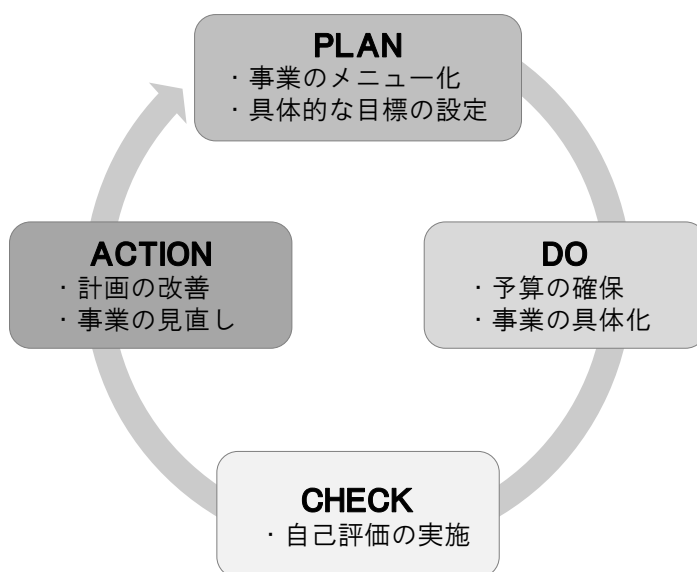 PLAN
・事業のメニュー化
・具体的な目標の設定
DO
・予算の確保
・事業の具体化
CHECK
・自己評価の実施
ACTION
・計画の改善
・事業の見直し